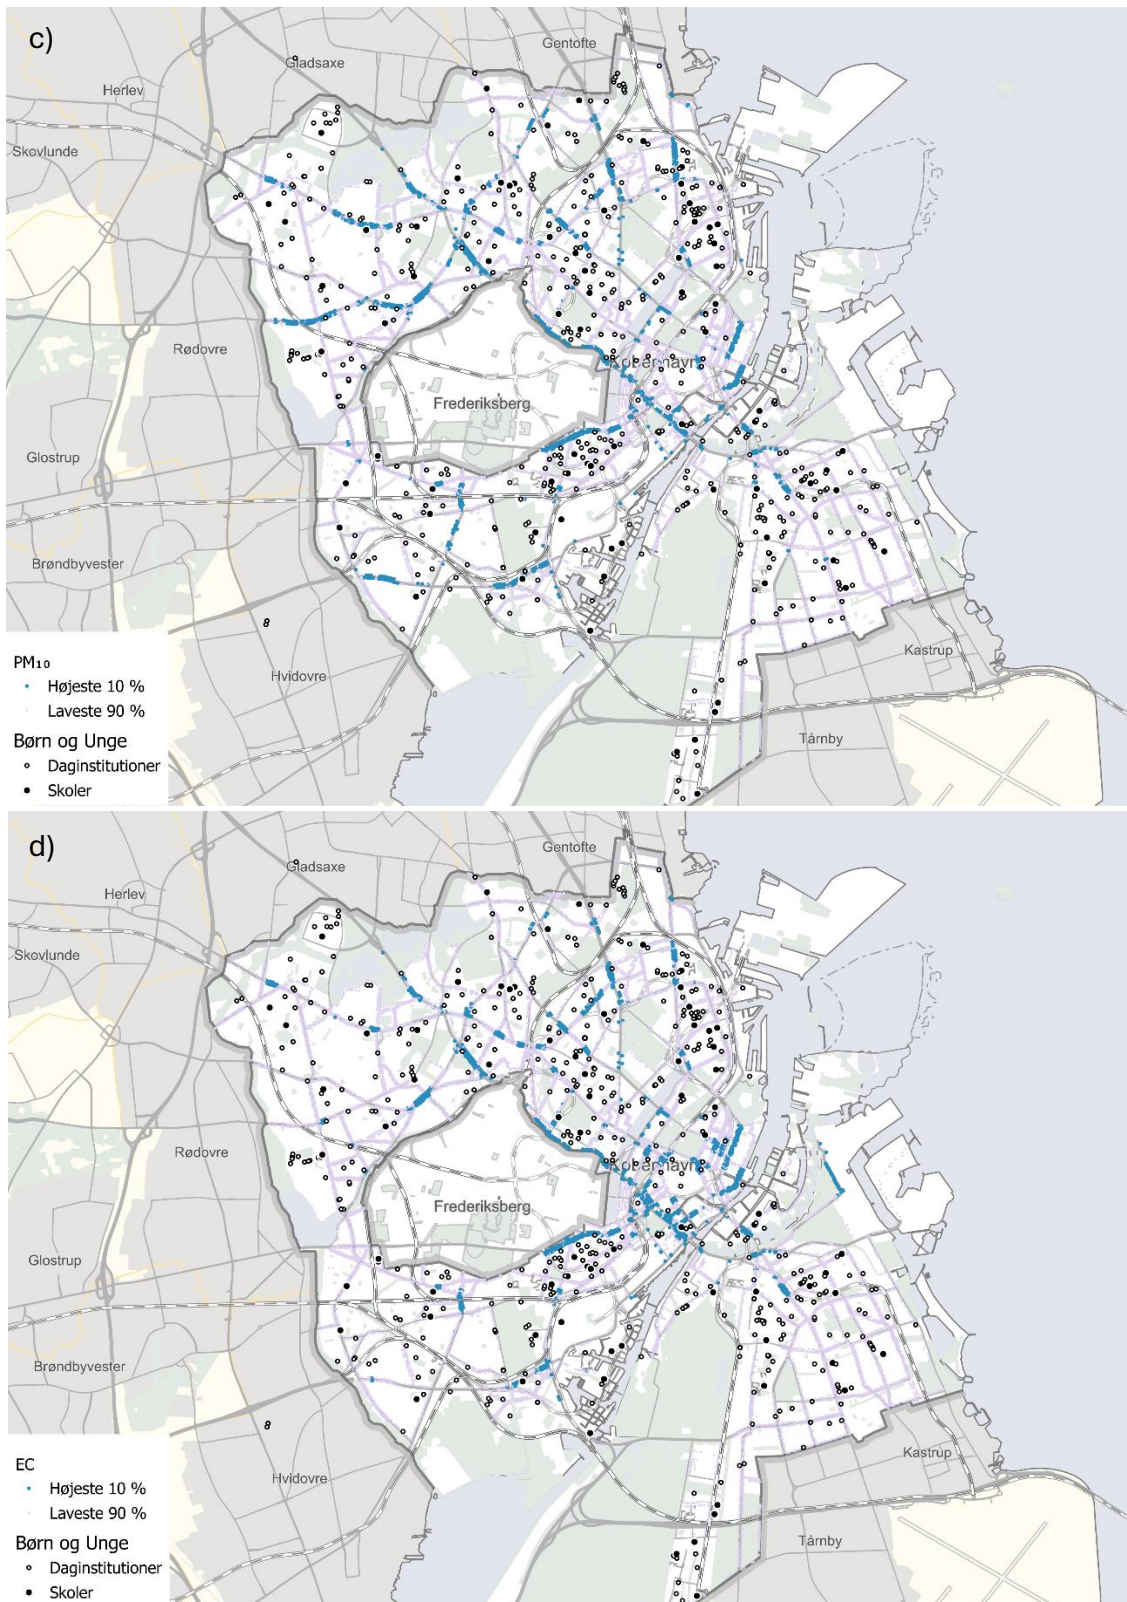 c)
Gentofte
Gladsaxe
Herlev
Skovlunde
Rødovre
København
Frederiksberg
Glostrup
Brøndbyvester
Kastrup
PM₁₀
Hvidovre
Højeste 10 %
Laveste 90 %
Tårnby
Børn og Unge
Daginstitutioner
Skoler
d)
Gentofte
Gladsaxe
Herlev
Skovlunde
Rødovre
København
Frederiksberg
Glostrup
Brøndbyvester
Kastrup
EC
Hvidovre
Højeste 10 %
Laveste 90 %
Tårnby
Børn og Unge
Daginstitutioner
Skoler